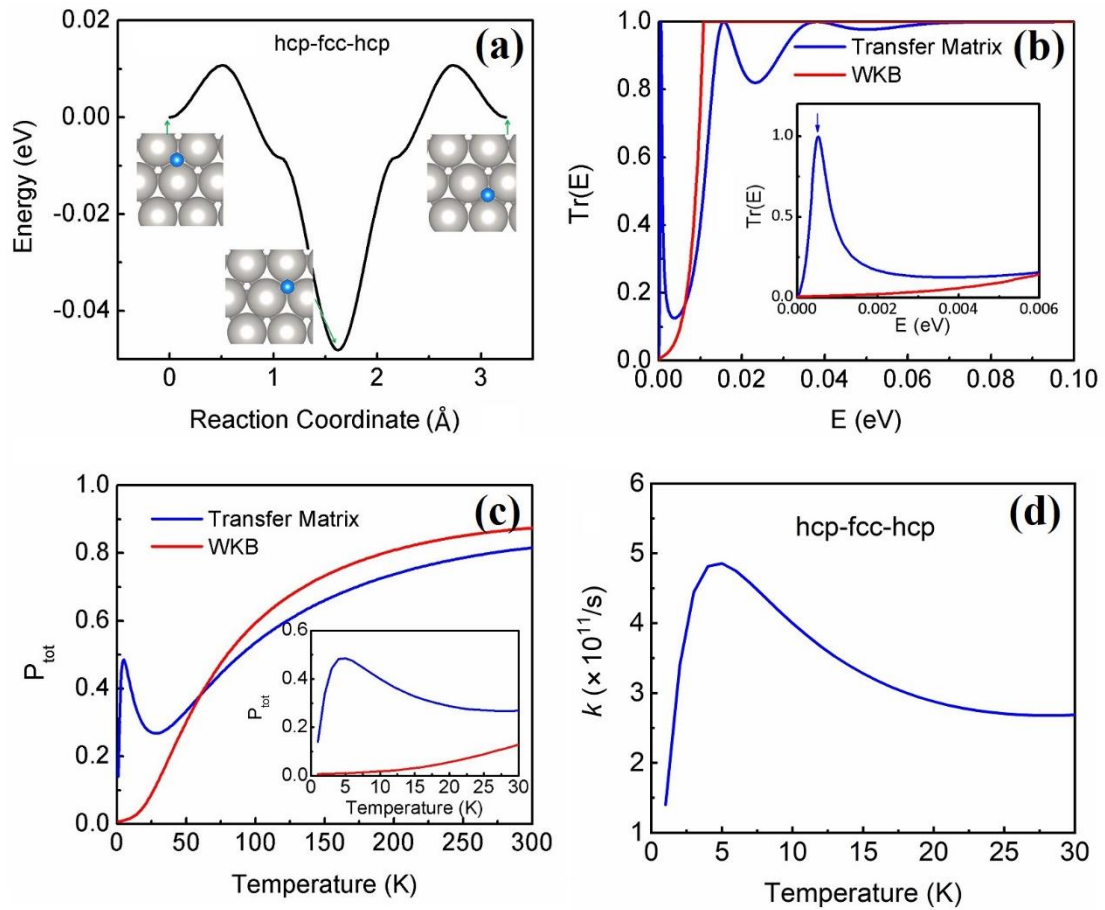 hcp-fcc-hcp
(a)
0.02
0.00
-0.02
-0.04
Energy (eV)
0 1 2 3
Reaction Coordinate (Å)
(b)
Transfer Matrix
WKB
1.0
0.8
0.6
0.4
0.2
0.0
Tr(E)
0.00 0.02 0.04 0.06 0.08 0.10
E (eV)
1.0
0.5
0.0
Tr(E)
0.000 0.002 0.004 0.006
E (eV)
(c)
Transfer Matrix
WKB
1.0
0.8
0.6
0.4
0.2
0.0
Ptot
0 50 100 150 200 250 300
Temperature (K)
0.6
0.4
0.2
0.0
Ptot
0 5 10 15 20 25 30
Temperature (K)
(d)
hcp-fcc-hcp
6
5
4
3
2
1
k (× 10¹¹/s)
0 5 10 15 20 25 30
Temperature (K)